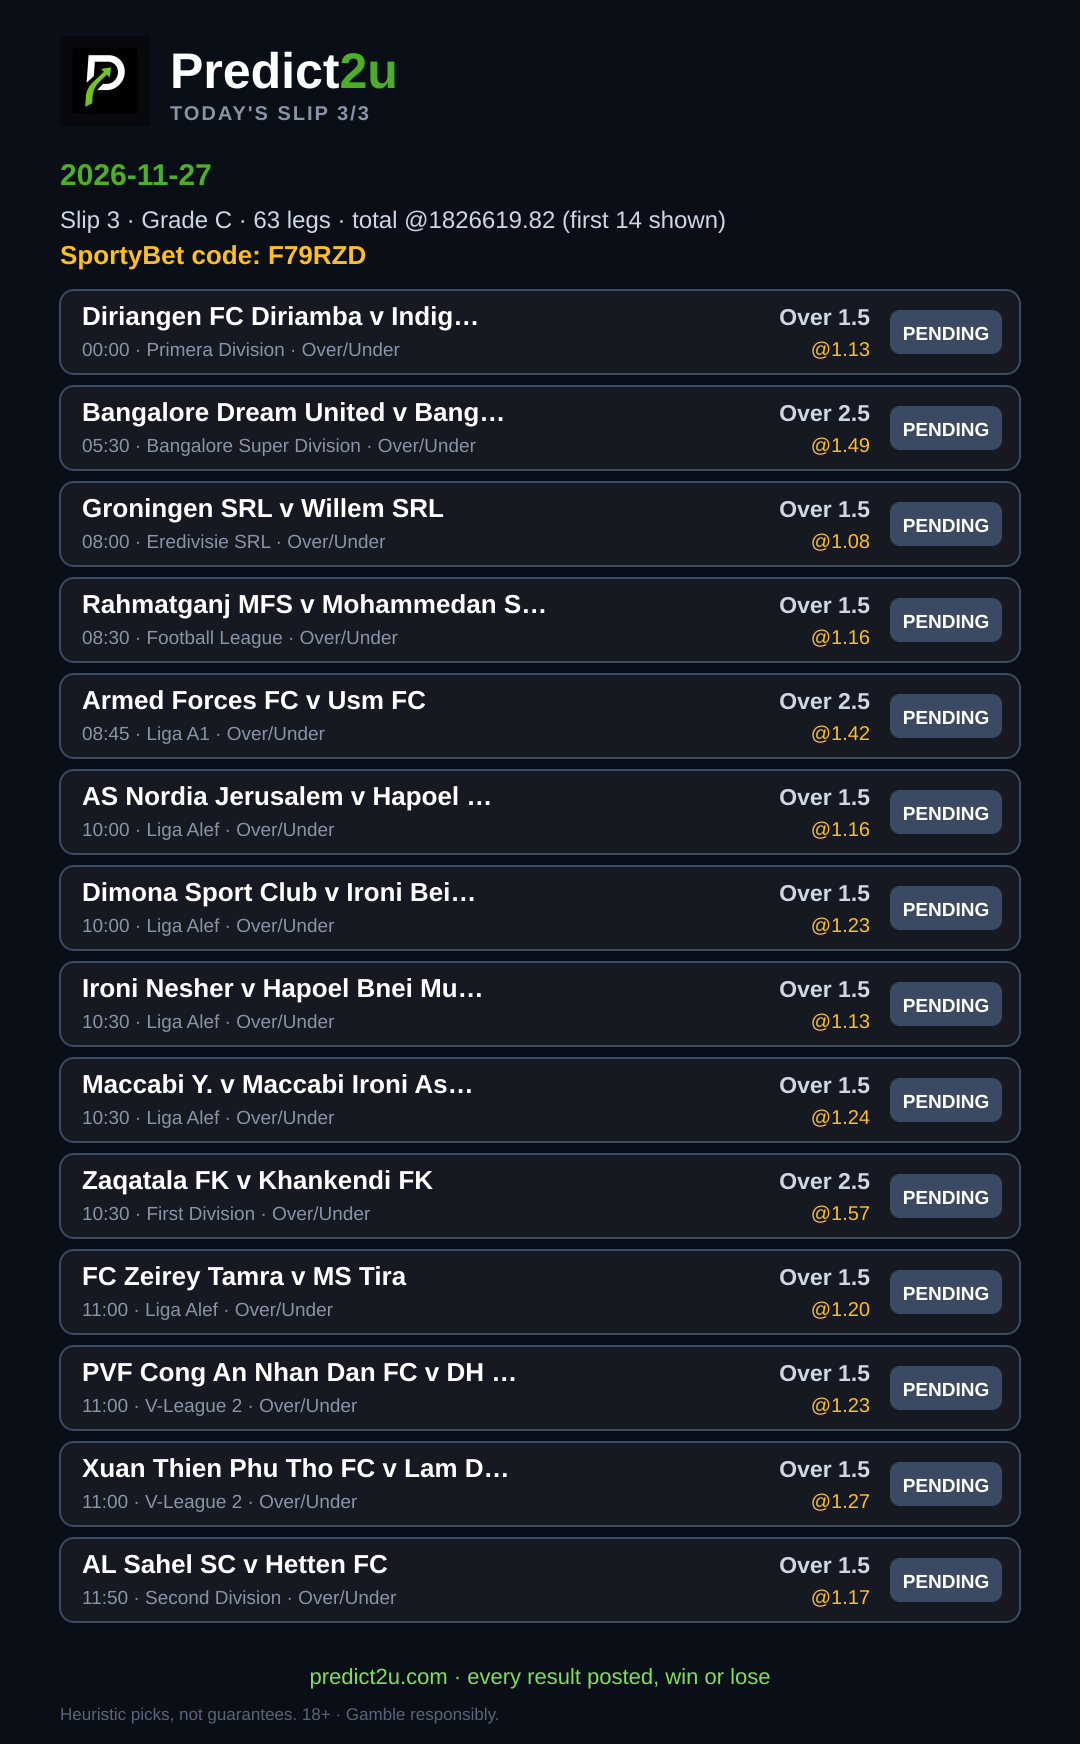 Predict2u
TODAY'S SLIP 3/3
2026-11-27
Slip 3 · Grade C · 63 legs · total @1826619.82 (first 14 shown)
SportyBet code: F79RZD
Diriangen FC Diriamba v Indig… Over 1.5 PENDING
00:00 · Primera Division · Over/Under @1.13
Bangalore Dream United v Bang… Over 2.5 PENDING
05:30 · Bangalore Super Division · Over/Under @1.49
Groningen SRL v Willem SRL Over 1.5 PENDING
08:00 · Eredivisie SRL · Over/Under @1.08
Rahmatganj MFS v Mohammedan S… Over 1.5 PENDING
08:30 · Football League · Over/Under @1.16
Armed Forces FC v Usm FC Over 2.5 PENDING
08:45 · Liga A1 · Over/Under @1.42
AS Nordia Jerusalem v Hapoel … Over 1.5 PENDING
10:00 · Liga Alef · Over/Under @1.16
Dimona Sport Club v Ironi Bei… Over 1.5 PENDING
10:00 · Liga Alef · Over/Under @1.23
Ironi Nesher v Hapoel Bnei Mu… Over 1.5 PENDING
10:30 · Liga Alef · Over/Under @1.13
Maccabi Y. v Maccabi Ironi As… Over 1.5 PENDING
10:30 · Liga Alef · Over/Under @1.24
Zaqatala FK v Khankendi FK Over 2.5 PENDING
10:30 · First Division · Over/Under @1.57
FC Zeirey Tamra v MS Tira Over 1.5 PENDING
11:00 · Liga Alef · Over/Under @1.20
PVF Cong An Nhan Dan FC v DH … Over 1.5 PENDING
11:00 · V-League 2 · Over/Under @1.23
Xuan Thien Phu Tho FC v Lam D… Over 1.5 PENDING
11:00 · V-League 2 · Over/Under @1.27
AL Sahel SC v Hetten FC Over 1.5 PENDING
11:50 · Second Division · Over/Under @1.17
predict2u.com · every result posted, win or lose
Heuristic picks, not guarantees. 18+ · Gamble responsibly.